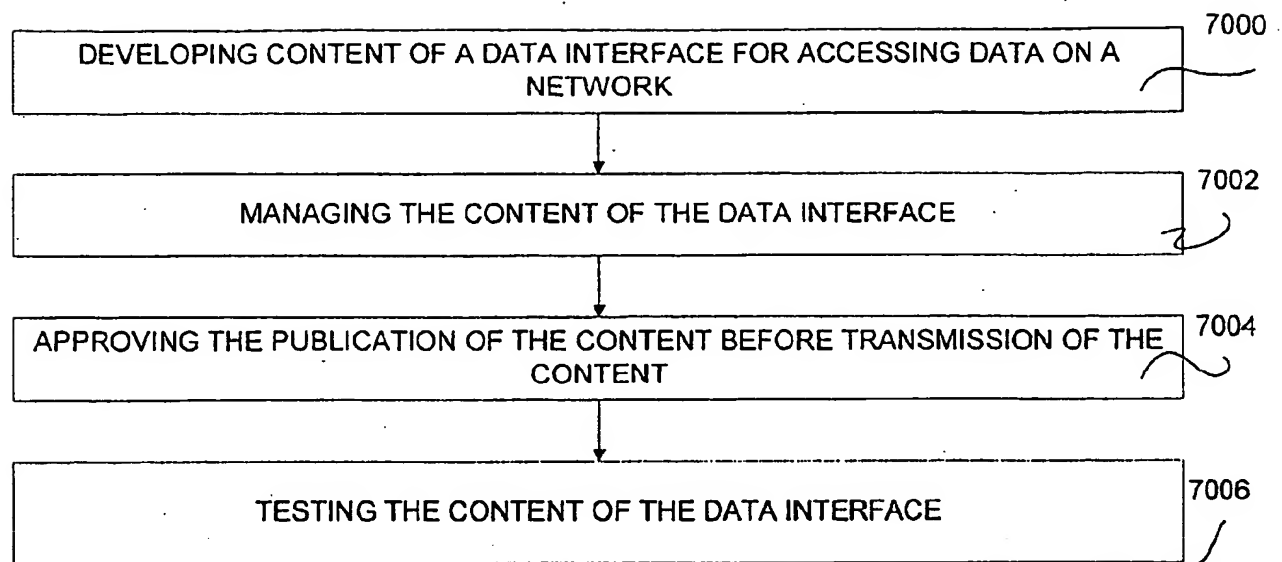 7000
DEVELOPING CONTENT OF A DATA INTERFACE FOR ACCESSING DATA ON A
NETWORK
7002
MANAGING THE CONTENT OF THE DATA INTERFACE
7004
APPROVING THE PUBLICATION OF THE CONTENT BEFORE TRANSMISSION OF THE
CONTENT
7006
TESTING THE CONTENT OF THE DATA INTERFACE